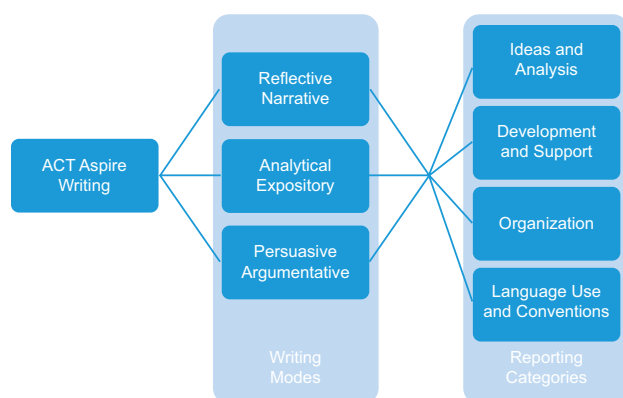 ACT Aspire
Writing
Reflective
Narrative
Analytical
Expository
Persuasive
Argumentative
Writing
Modes
Ideas and
Analysis
Development
and Support
Organization
Language Use
and Conventions
Reporting
Categories